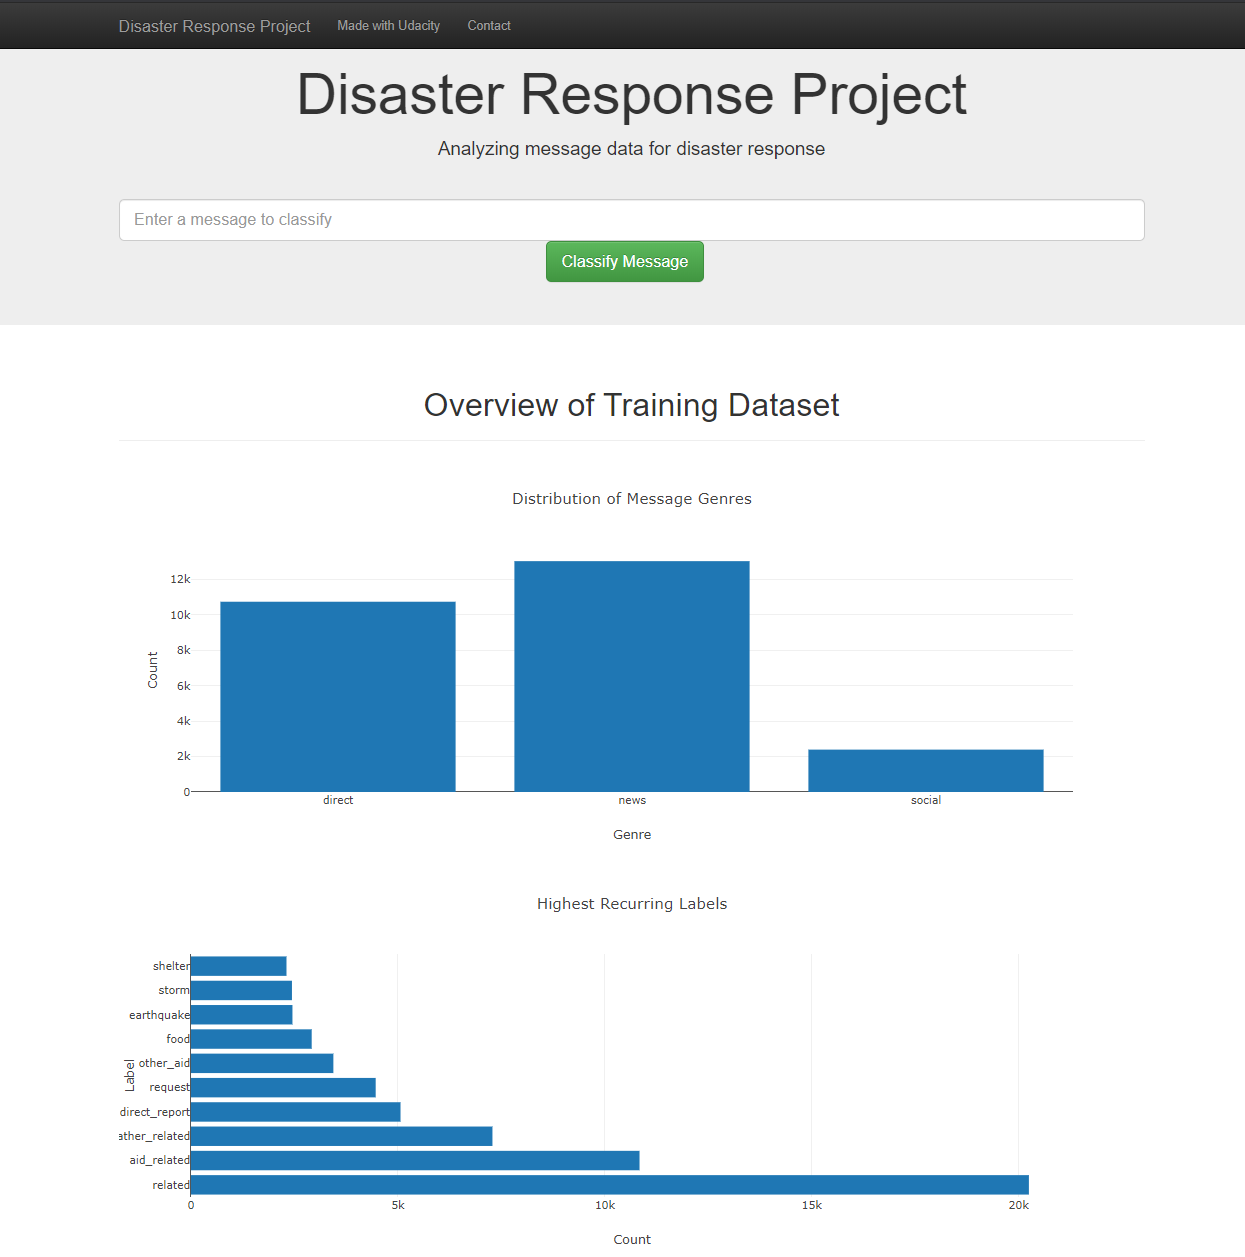 Disaster Response Project Made with Udacity Contact
Disaster Response Project
Analyzing message data for disaster response
Enter a message to classify
Classify Message
Overview of Training Dataset
Distribution of Message Genres
12k
10k
8k
6k
4k
2k
0
Count
direct news social
Genre
Highest Recurring Labels
shelter
storm
earthquake
food
other_aid
request
direct_report
ather_related
aid_related
related
Label
0 5k 10k 15k 20k
Count